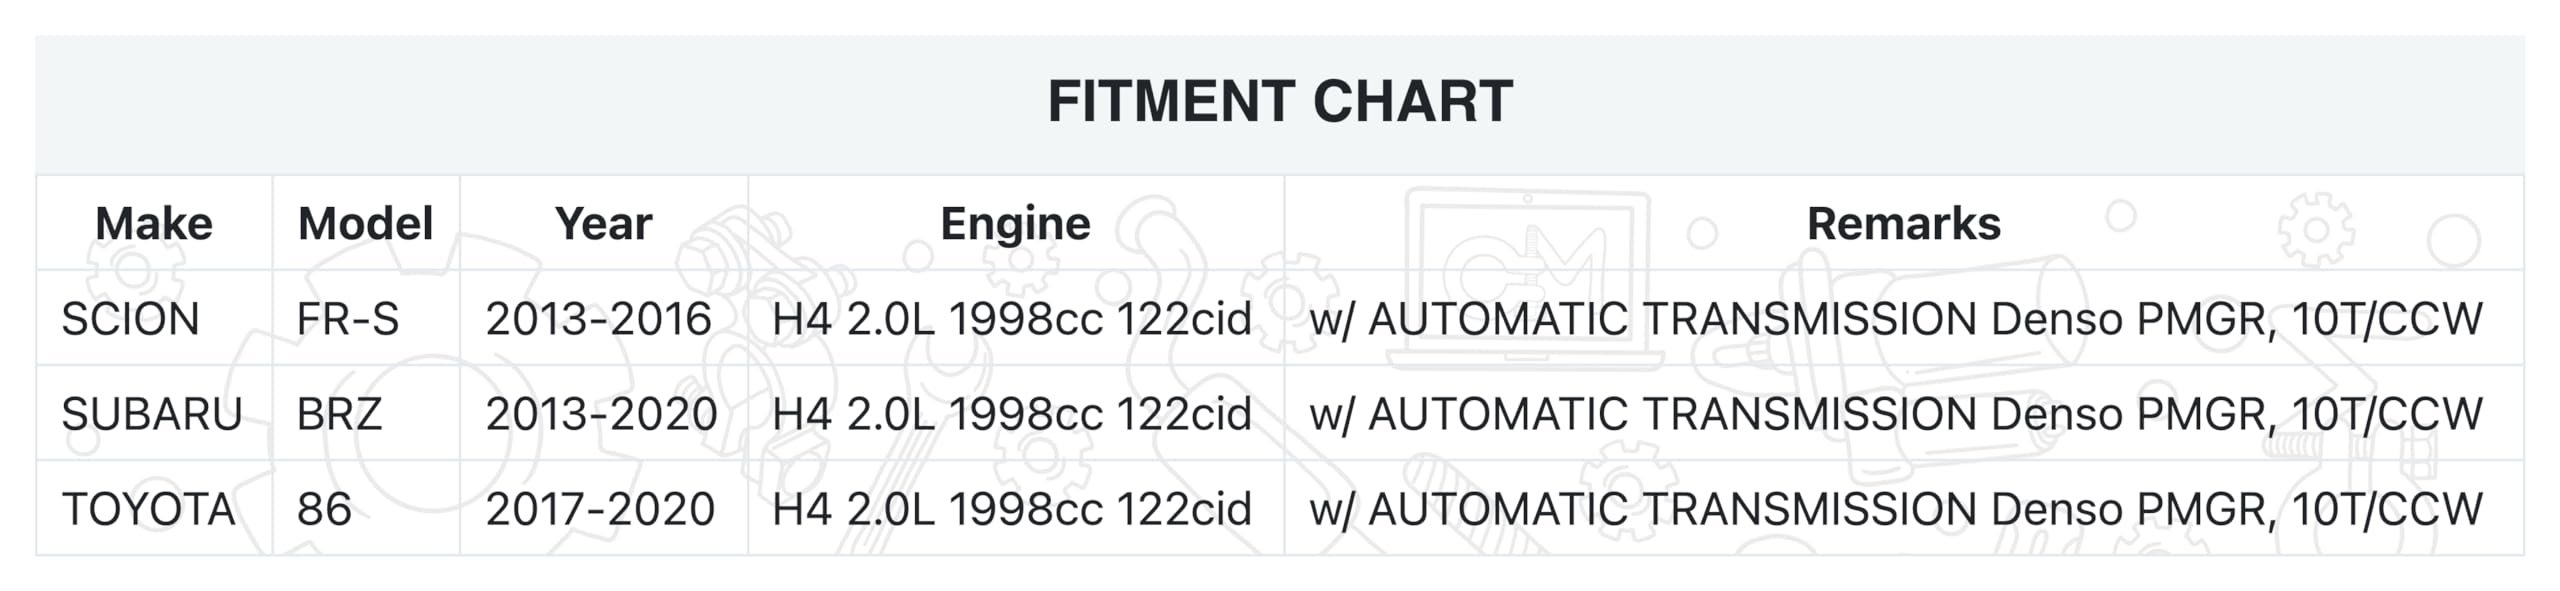 FITMENT CHART
Make Model Year Engine Remarks
SCION FR-S 2013-2016 H4 2.0L 1998cc 122cid w/ AUTOMATIC TRANSMISSION Denso PMGR, 10T/CCW
SUBARU BRZ 2013-2020 H4 2.0L 1998cc 122cid w/ AUTOMATIC TRANSMISSION Denso PMGR, 10T/CCW
TOYOTA 86 2017-2020 H4 2.0L 1998cc 122cid w/ AUTOMATIC TRANSMISSION Denso PMGR, 10T/CCW